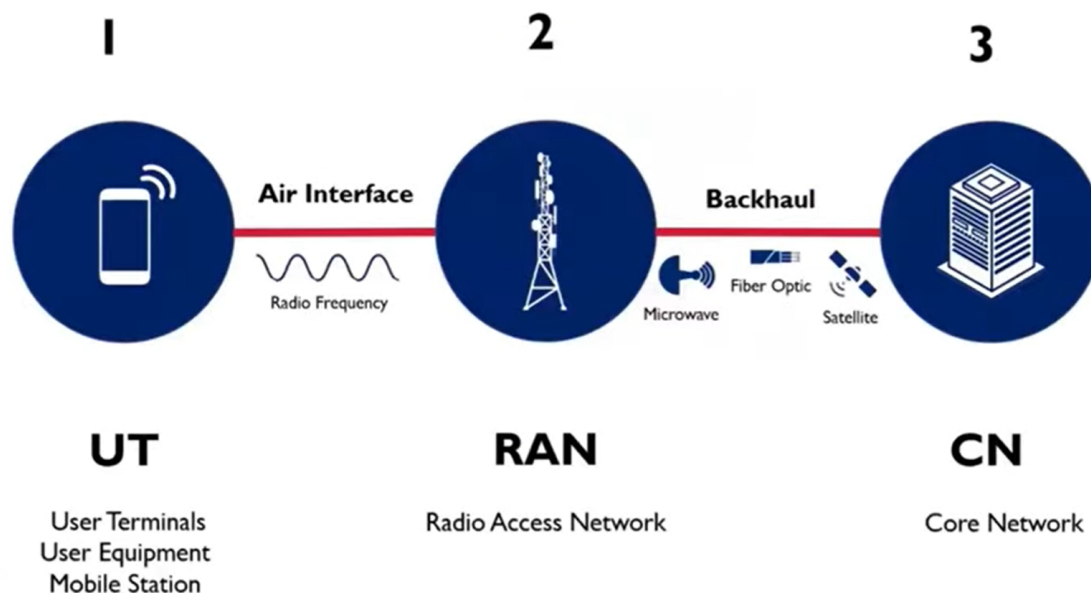 1
2
3
Air Interface
Radio Frequency
Backhaul
Microwave
Fiber Optic
Satellite
UT
User Terminals
User Equipment
Mobile Station
RAN
Radio Access Network
CN
Core Network